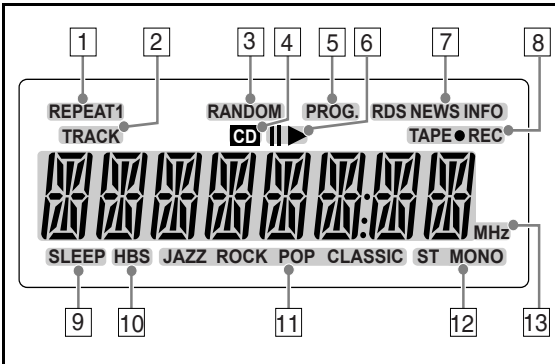 1 2 3 4 5 6 7 8
REPEAT1 RANDOM PROG. RDS NEWS INFO
TRACK CD TAPE ● REC
MHz
SLEEP HBS JAZZ ROCK POP CLASSIC ST MONO
9 10 11 12 13